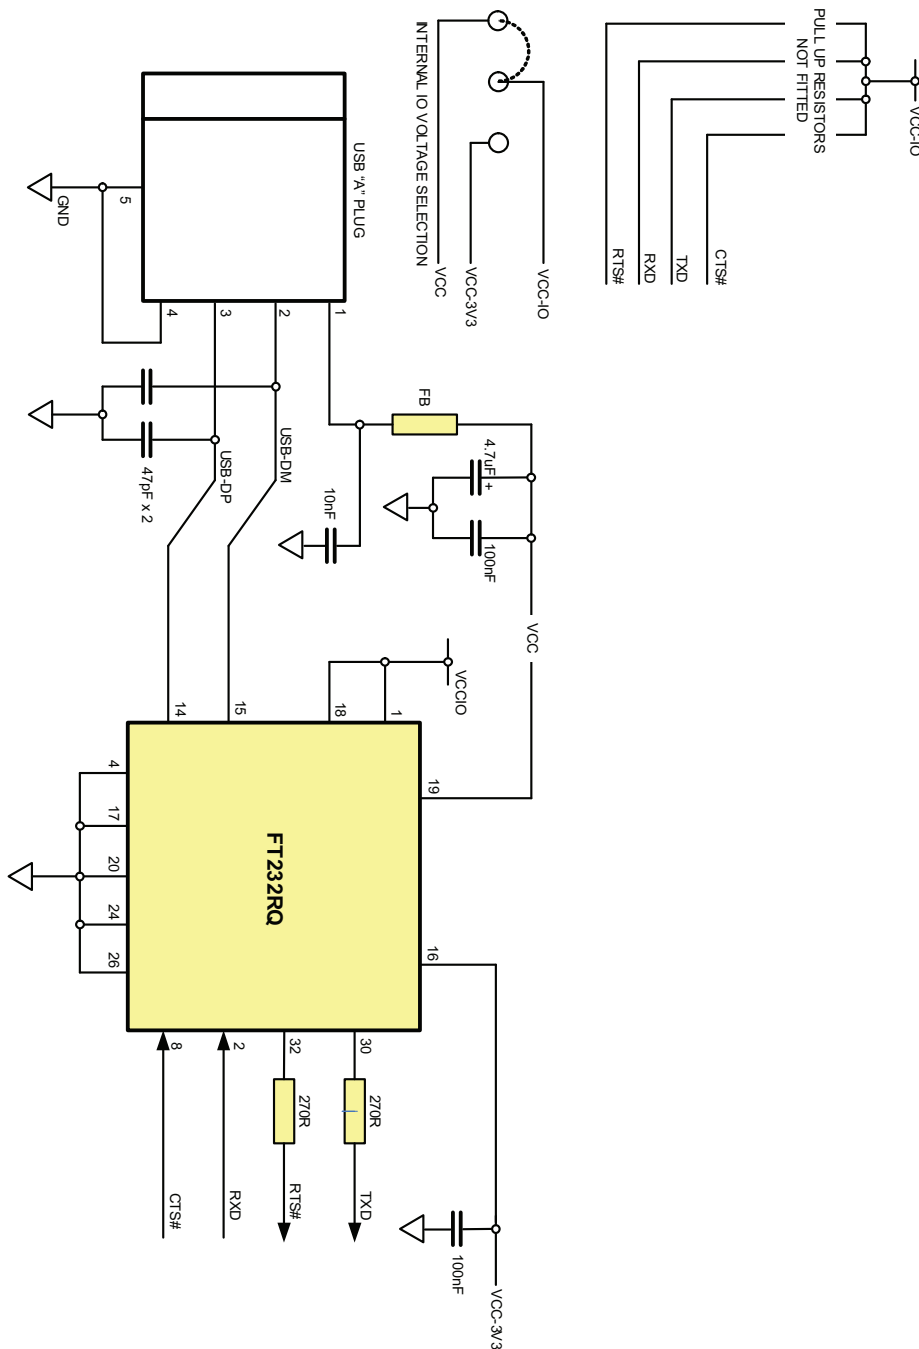 VCC-IO
PULL UP RESISTORS
NOT FITTED
CTS#
TXD
RXD
RTS#
INTERNAL IO VOLTAGE SELECTION
VCC-IO
VCC-3V3
VCC
USB "A" PLUG
5
GND
1
2
3
4
FB
4.7uF +
100nF
10nF
USB-DM
USB-DP
47pF x 2
VCC
VCCIO
1
18
15
14
19
16
FT232RQ
4
17
20
24
26
30
32
2
8
270R
270R
TXD
RTS#
RXD
CTS#
100nF
VCC-3V3